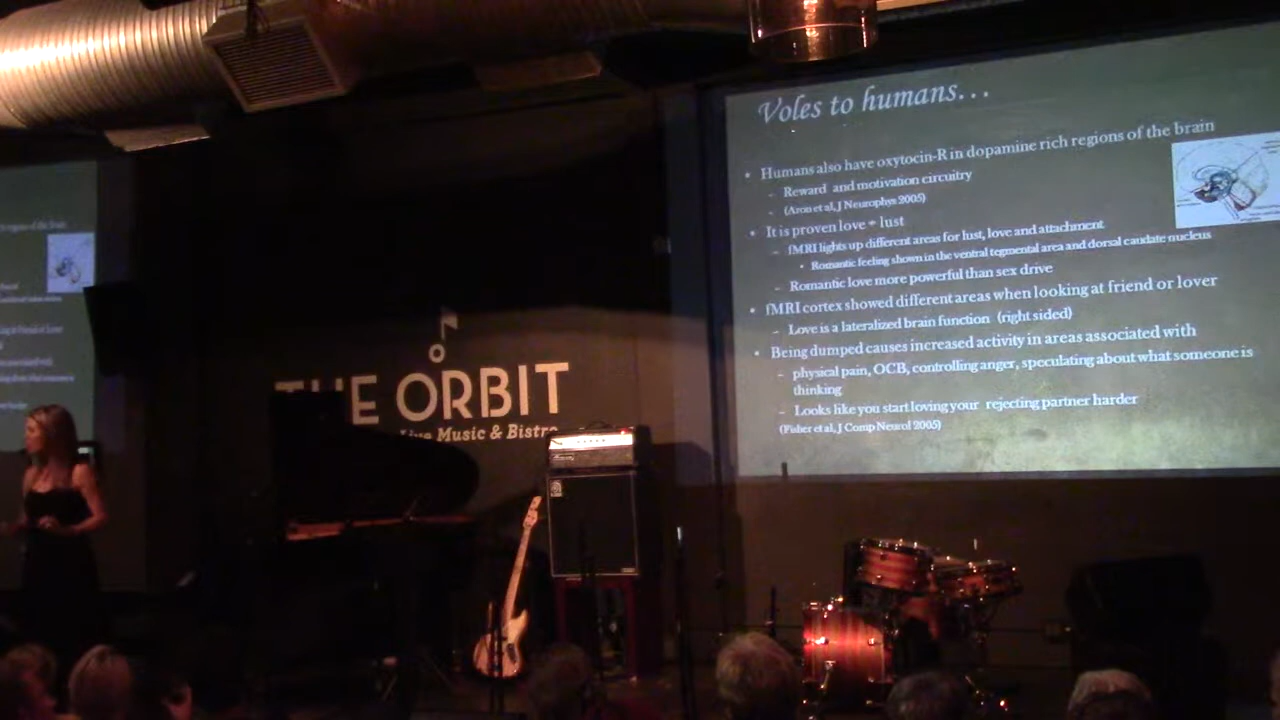 Voles to humans…
• Humans also have oxytocin-R in dopamine rich regions of the brain
– Reward and motivation circuitry
– (Aron et al, J Neurophys 2005)
• It is proven love ≠ lust
– fMRI lights up different areas for lust, love and attachment
• Romantic feeling shown in the ventral tegmental area and dorsal caudate nucleus
– Romantic love more powerful than sex drive
• fMRI cortex showed different areas when looking at friend or lover
– Love is a lateralized brain function (right sided)
• Being dumped causes increased activity in areas associated with
– physical pain, OCB, controlling anger, speculating about what someone is
thinking
– Looks like you start loving your rejecting partner harder
(Fisher et al, J Comp Neurol 2005)
THE ORBIT
Live Music & Bistro